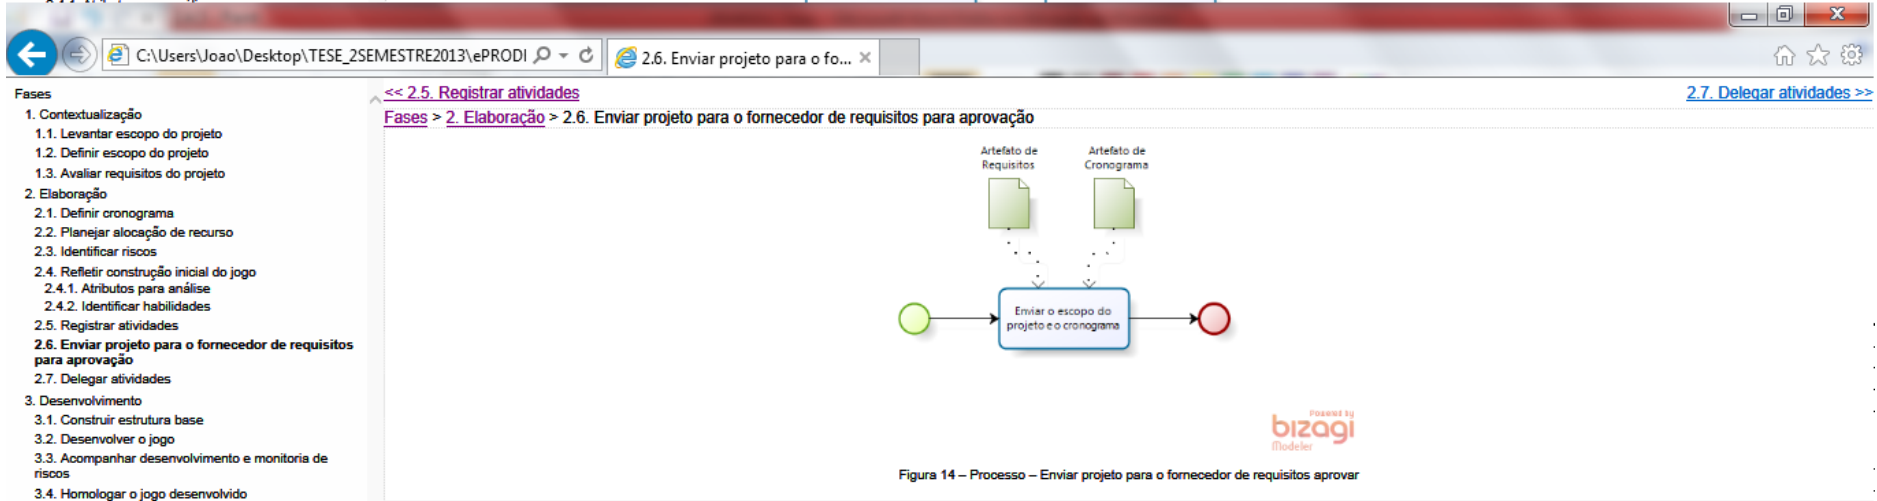 C:\Users\Joao\Desktop\TESE_2SEMESTRE2013\ePRODI
2.6. Enviar projeto para o fo...
Fases
1. Contextualização
1.1. Levantar escopo do projeto
1.2. Definir escopo do projeto
1.3. Avaliar requisitos do projeto
2. Elaboração
2.1. Definir cronograma
2.2. Planejar alocação de recurso
2.3. Identificar riscos
2.4. Refletir construção inicial do jogo
2.4.1. Atributos para análise
2.4.2. Identificar habilidades
2.5. Registrar atividades
2.6. Enviar projeto para o fornecedor de requisitos
para aprovação
2.7. Delegar atividades
3. Desenvolvimento
3.1. Construir estrutura base
3.2. Desenvolver o jogo
3.3. Acompanhar desenvolvimento e monitoria de
riscos
3.4. Homologar o jogo desenvolvido
<< 2.5. Registrar atividades
2.7. Delegar atividades >>
Fases > 2. Elaboração > 2.6. Enviar projeto para o fornecedor de requisitos para aprovação
Artefato de
Requisitos
Artefato de
Cronograma
Enviar o escopo do
projeto e o cronograma
Powered by
bizagi
Modeler
Figura 14 – Processo – Enviar projeto para o fornecedor de requisitos aprovar